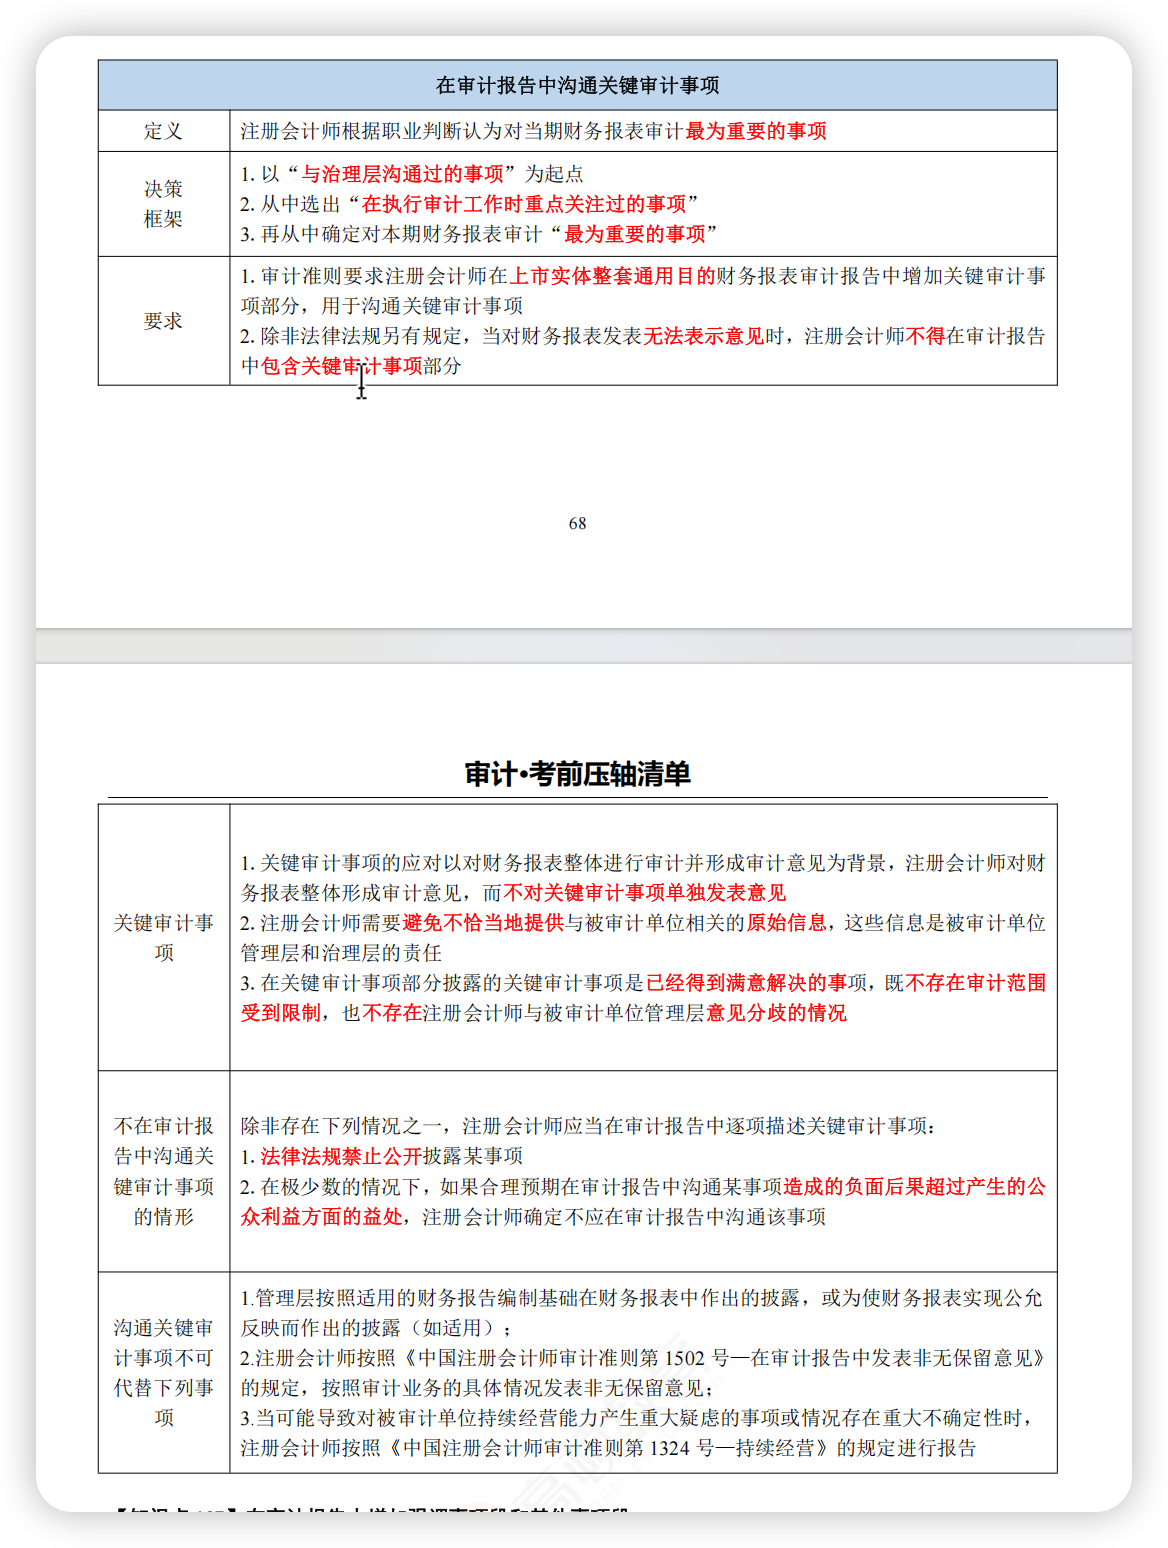 在审计报告中沟通关键审计事项
定义
注册会计师根据职业判断认为对当期财务报表审计最为重要的事项
决策
框架
1. 以“与治理层沟通过的事项”为起点
2. 从中选出“在执行审计工作时重点关注过的事项”
3. 再从中确定对本期财务报表审计“最为重要的事项”
要求
1. 审计准则要求注册会计师在上市实体整套通用目的财务报表审计报告中增加关键审计事
项部分，用于沟通关键审计事项
2. 除非法律法规另有规定，当对财务报表发表无法表示意见时，注册会计师不得在审计报告
中包含关键审计事项部分
68
审计·考前压轴清单
关键审计事
项
1. 关键审计事项的应对以对财务报表整体进行审计并形成审计意见为背景，注册会计师对财
务报表整体形成审计意见，而不对关键审计事项单独发表意见
2. 注册会计师需要避免不恰当地提供与被审计单位相关的原始信息，这些信息是被审计单位
管理层和治理层的责任
3. 在关键审计事项部分披露的关键审计事项是已经得到满意解决的事项，既不存在审计范围
受到限制，也不存在注册会计师与被审计单位管理层意见分歧的情况
不在审计报
告中沟通关
键审计事项
的情形
除非存在下列情况之一，注册会计师应当在审计报告中逐项描述关键审计事项：
1. 法律法规禁止公开披露某事项
2. 在极少数的情况下，如果合理预期在审计报告中沟通某事项造成的负面后果超过产生的公
众利益方面的益处，注册会计师确定不应在审计报告中沟通该事项
沟通关键审
计事项不可
代替下列事
项
1.管理层按照适用的财务报告编制基础在财务报表中作出的披露，或为使财务报表实现公允
反映而作出的披露（如适用）；
2.注册会计师按照《中国注册会计师审计准则第 1502 号—在审计报告中发表非无保留意见》
的规定，按照审计业务的具体情况发表非无保留意见；
3.当可能导致对被审计单位持续经营能力产生重大疑虑的事项或情况存在重大不确定性时，
注册会计师按照《中国注册会计师审计准则第 1324 号—持续经营》的规定进行报告